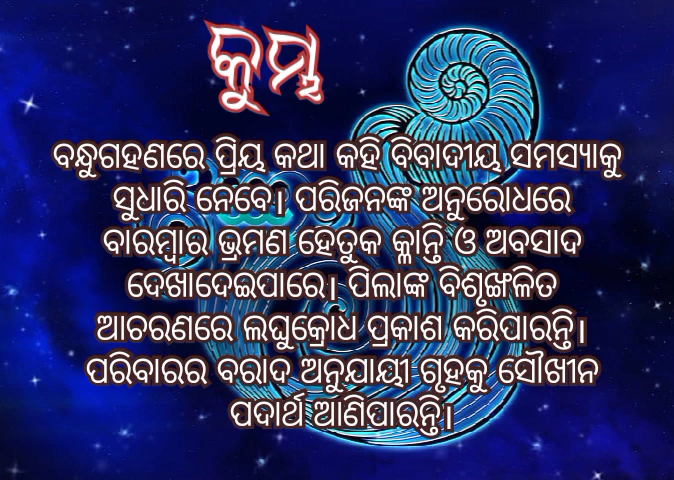 କୁମ୍ଭ
ବନ୍ଧୁଗହଣରେ ପ୍ରିୟ କଥା କହି ବିବାଦୀୟ ସମସ୍ୟାକୁ
ସୁଧାରି ନେବେ। ପରିଜନଙ୍କ ଅନୁରୋଧରେ
ବାରମ୍ବାର ଭ୍ରମଣ ହେତୁକ କ୍ଳାନ୍ତି ଓ ଅବସାଦ
ଦେଖାଦେଇପାରେ। ପିଲାଙ୍କ ବିଶୃଙ୍ଖଳିତ
ଆଚରଣରେ ଲଘୁକ୍ରୋଧ ପ୍ରକାଶ କରିପାରନ୍ତି।
ପରିବାରର ବରାଦ ଅନୁଯାୟୀ ଗୃହକୁ ସୌଖୀନ
ପଦାର୍ଥ ଆଣିପାରନ୍ତି।